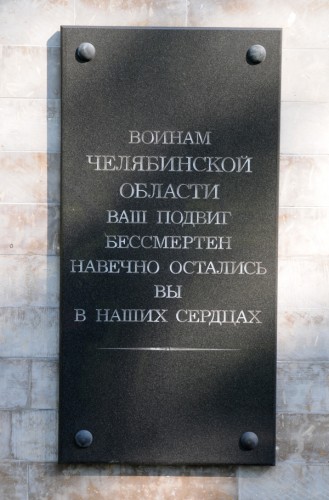 ВОИНАМ
ЧЕЛЯБИНСКОЙ
ОБЛАСТИ
ВАШ ПОДВИГ
БЕССМЕРТЕН
НАВЕЧНО ОСТАЛИСЬ
ВЫ
В НАШИХ СЕРДЦАХ